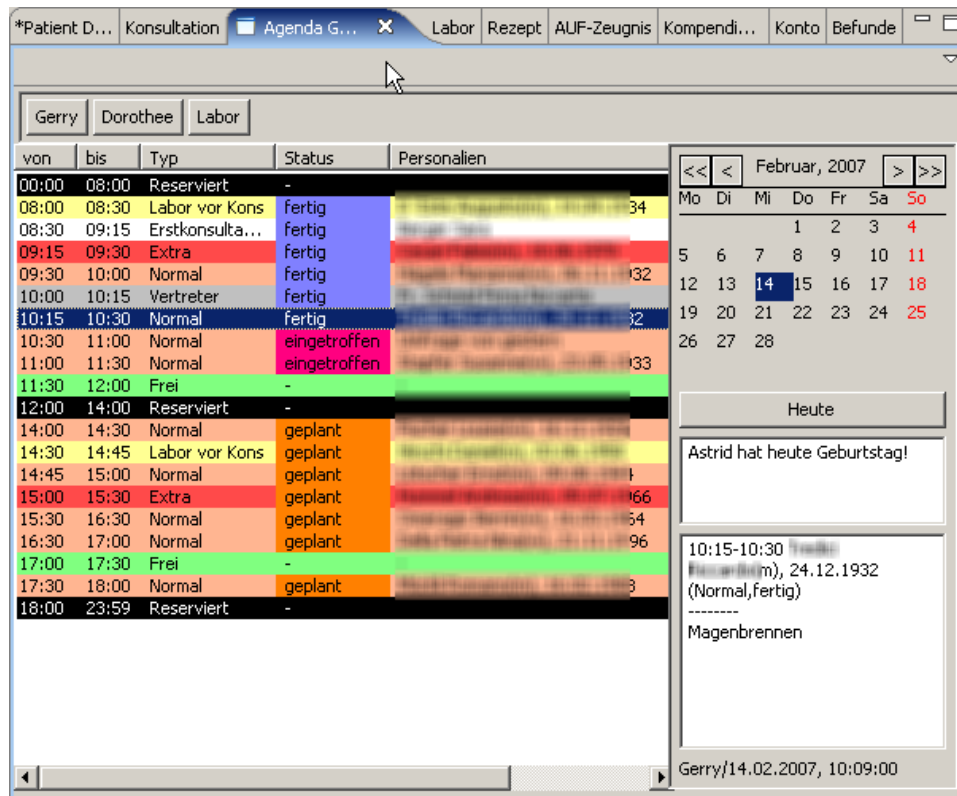 *Patient D... Konsultation Agenda G... Labor Rezept AUF-Zeugnis Kompendi... Konto Befunde
Gerry Dorothee Labor
von bis Typ Status Personalien
00:00 08:00 Reserviert -
08:00 08:30 Labor vor Kons fertig 34
08:30 09:15 Erstkonsulta... fertig
09:15 09:30 Extra fertig
09:30 10:00 Normal fertig 932
10:00 10:15 Vertreter fertig
10:15 10:30 Normal fertig 32
10:30 11:00 Normal eingetroffen
11:00 11:30 Normal eingetroffen 933
11:30 12:00 Frei -
12:00 14:00 Reserviert -
14:00 14:30 Normal geplant
14:30 14:45 Labor vor Kons geplant
14:45 15:00 Normal geplant
15:00 15:30 Extra geplant 966
15:30 16:30 Normal geplant 64
16:30 17:00 Normal geplant 96
17:00 17:30 Frei -
17:30 18:00 Normal geplant
18:00 23:59 Reserviert -
<< < Februar, 2007 > >>
Mo Di Mi Do Fr Sa So
1 2 3 4
5 6 7 8 9 10 11
12 13 14 15 16 17 18
19 20 21 22 23 24 25
26 27 28
Heute
Astrid hat heute Geburtstag!
10:15-10:30
m), 24.12.1932
(Normal,fertig)
--------
Magenbrennen
Gerry/14.02.2007, 10:09:00